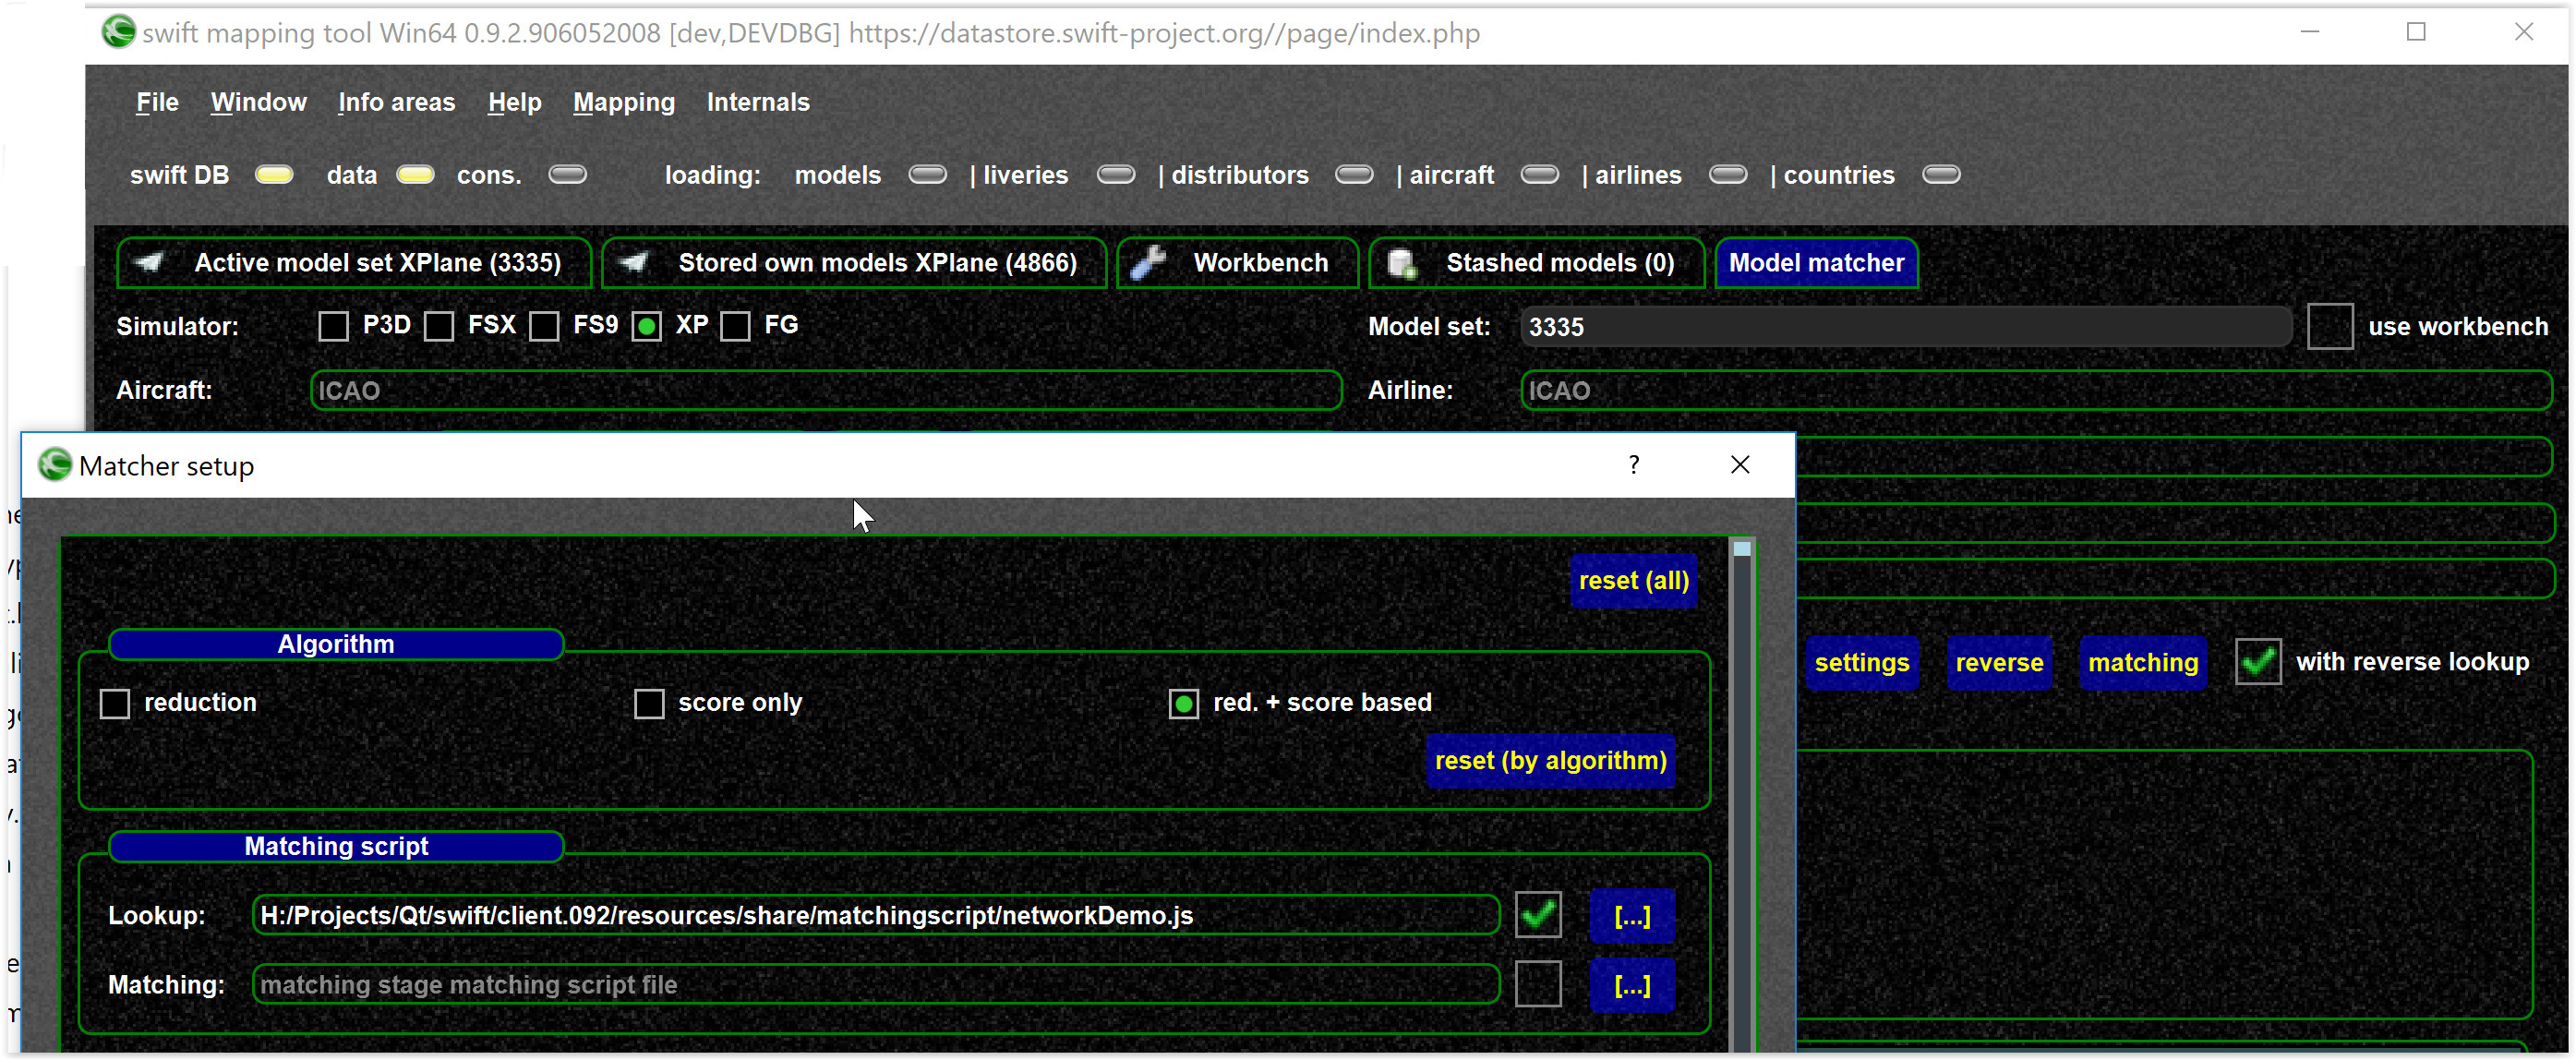 swift mapping tool Win64 0.9.2.906052008 [dev,DEVDBG] https://datastore.swift-project.org//page/index.php
File Window Info areas Help Mapping Internals
swift DB data cons. loading: models | liveries | distributors | aircraft | airlines | countries
Active model set XPlane (3335) Stored own models XPlane (4866) Workbench Stashed models (0) Model matcher
Simulator: P3D FSX FS9 XP FG Model set: 3335 use workbench
Aircraft: ICAO Airline: ICAO
Matcher setup ?
reset (all)
settings reverse matching with reverse lookup
Algorithm
reduction score only red. + score based
reset (by algorithm)
Matching script
Lookup: H:/Projects/Qt/swift/client.092/resources/share/matchingscript/networkDemo.js [...]
Matching: matching stage matching script file [...]